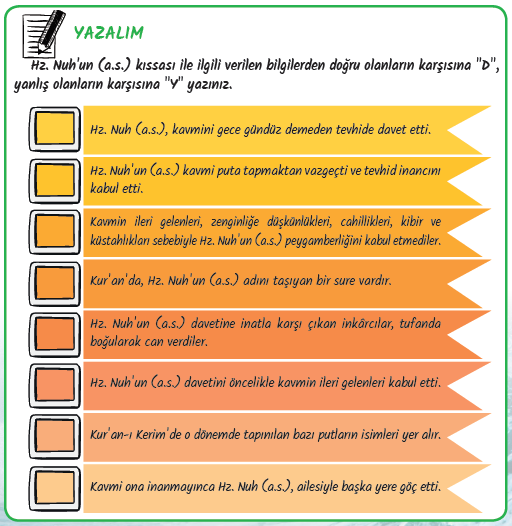 YAZALIM
Hz. Nuh'un (a.s.) kıssası ile ilgili verilen bilgilerden doğru olanların karşısına "D",
yanlış olanların karşısına "Y" yazınız.
Hz. Nuh (a.s.), kavmini gece gündüz demeden tevhide davet etti.
Hz. Nuh'un (a.s.) kavmi puta tapmaktan vazgeçti ve tevhid inancını
kabul etti.
Kavmin ileri gelenleri, zenginliğe düşkünlükleri, cahillikleri, kibir ve
küstahlıkları sebebiyle Hz. Nuh'un (a.s.) peygamberliğini kabul etmediler.
Kur'an'da, Hz. Nuh'un (a.s.) adını taşıyan bir sure vardır.
Hz. Nuh'un (a.s.) davetine inatla karşı çıkan inkârcılar, tufanda
boğularak can verdiler.
Hz. Nuh'un (a.s.) davetini öncelikle kavmin ileri gelenleri kabul etti.
Kur'an-ı Kerim'de o dönemde tapınılan bazı putların isimleri yer alır.
Kavmi ona inanmayınca Hz. Nuh (a.s.), ailesiyle başka yere göç etti.